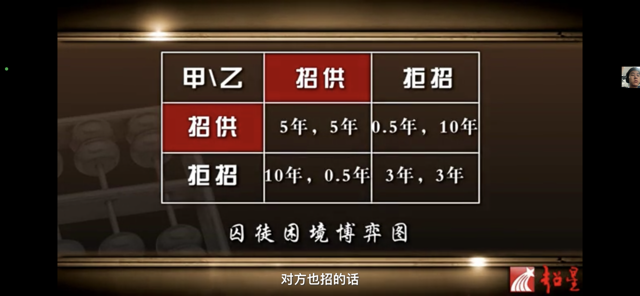 甲\乙 招供 拒招
招供 5年，5年 0.5年，10年
拒招 10年，0.5年 3年，3年
囚徒困境博弈图
对方也招的话
超星